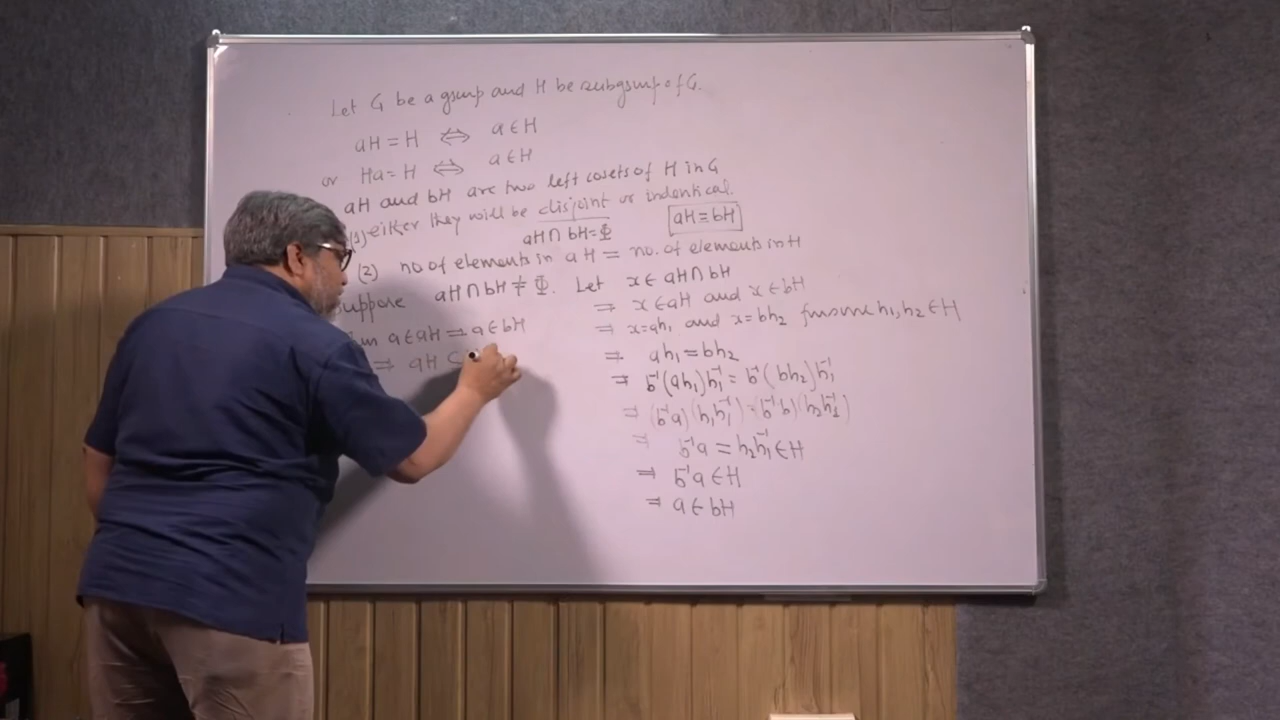 Let G be a group and H be subgroup of G.
aH = H ⇔ a ∈ H
or Ha = H ⇔ a ∈ H
aH and bH are two left cosets of H in G
(1) either they will be disjoint or indentical.
aH ∩ bH = Φ aH = bH
(2) no of elements in aH = no. of elements in H
Suppose aH ∩ bH ≠ Φ. Let x ∈ aH ∩ bH
⇒ x ∈ aH and x ∈ bH
⇒ x = ah₁ and x = bh₂ for some h₁, h₂ ∈ H
⇒ ah₁ = bh₂
⇒ b⁻¹(ah₁)h₁⁻¹ = b⁻¹(bh₂)h₁⁻¹
⇒ (b⁻¹a)(h₁h₁⁻¹) = (b⁻¹b)(h₂h₁⁻¹)
⇒ b⁻¹a = h₂h₁⁻¹ ∈ H
⇒ b⁻¹a ∈ H
⇒ a ∈ bH
a ∈ aH ⇒ a ∈ bH
⇒ aH ⊂